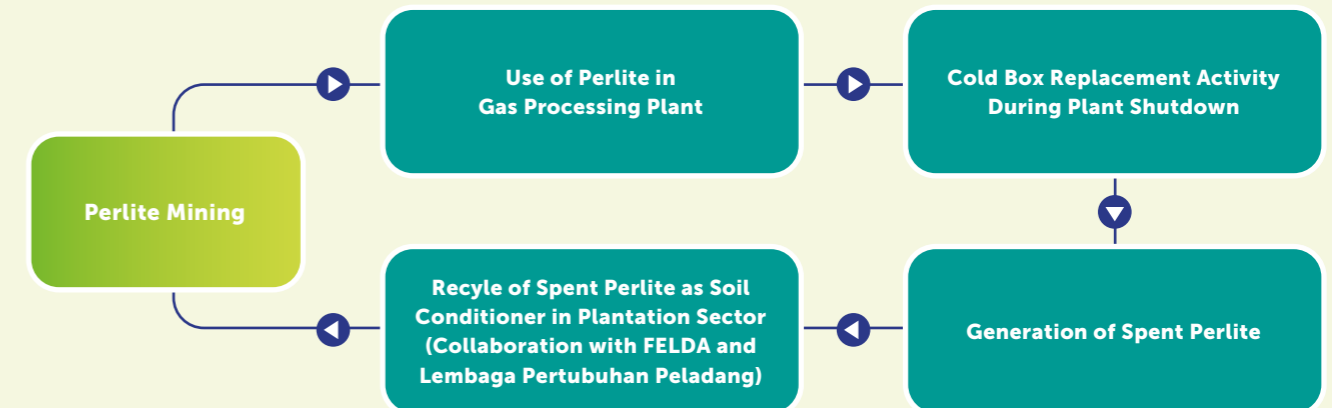 Use of Perlite in
Gas Processing Plant
Cold Box Replacement Activity
During Plant Shutdown
Perlite Mining
Recyle of Spent Perlite as Soil
Conditioner in Plantation Sector
(Collaboration with FELDA and
Lembaga Pertubuhan Peladang)
Generation of Spent Perlite